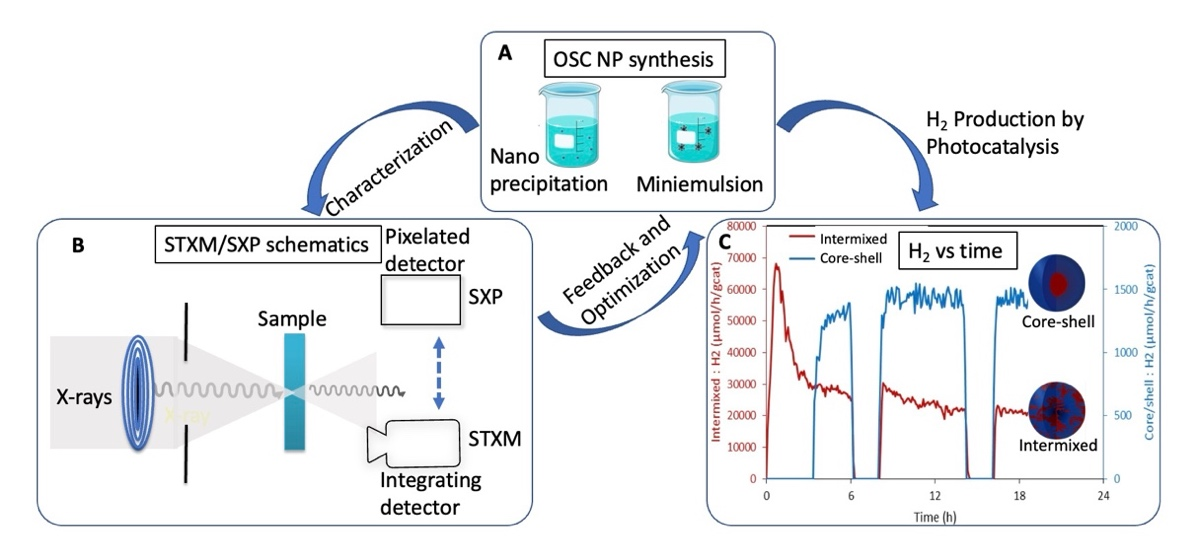 A
OSC NP synthesis
Nano
precipitation
Miniemulsion
Characterization
H₂ Production by
Photocatalysis
Feedback and
Optimization
B
STXM/SXP schematics
Pixelated
detector
SXP
Sample
X-rays
X-ray
STXM
Integrating
detector
C
Intermixed
Core-shell
H₂ vs time
Core-shell
Intermixed
Intermixed : H2 (µmol/h/gcat)
80000
70000
60000
50000
40000
30000
20000
10000
0
2000
1500
1000
500
0
Core/shell : H2 (µmol/h/gcat)
0
6
12
18
24
Time (h)